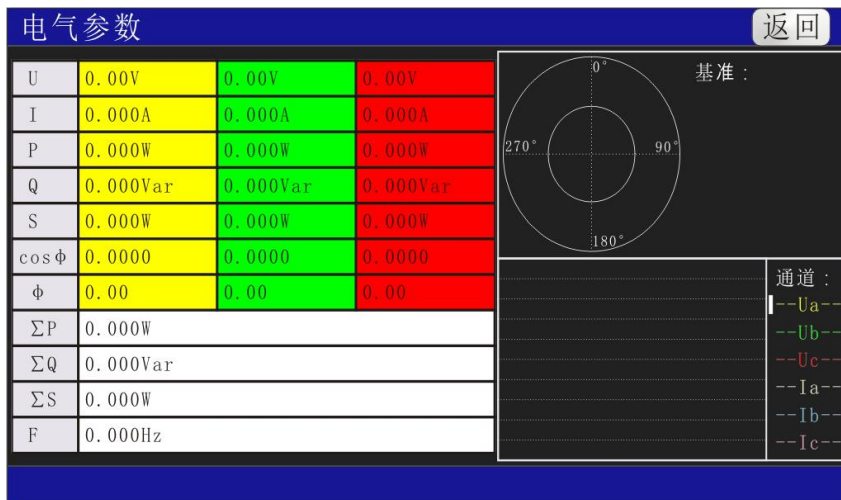 电气参数 返回
U 0.00V 0.00V 0.00V
I 0.000A 0.000A 0.000A
P 0.000W 0.000W 0.000W
Q 0.000Var 0.000Var 0.000Var
S 0.000W 0.000W 0.000W
cosφ 0.0000 0.0000 0.0000
φ 0.00 0.00 0.00
ΣP 0.000W
ΣQ 0.000Var
ΣS 0.000W
F 0.000Hz
0° 基准：
270° 90°
180°
通道：
--Ua--
--Ub--
--Uc--
--Ia--
--Ib--
--Ic--